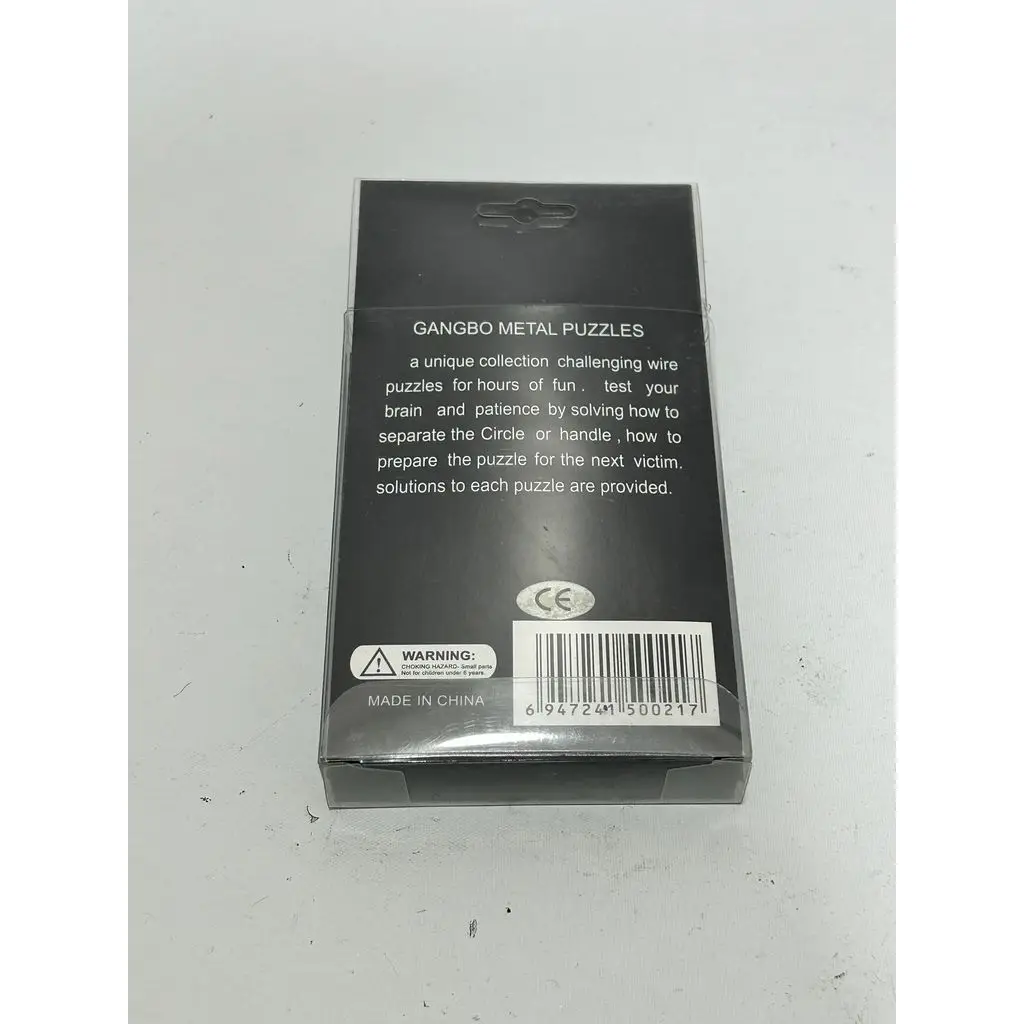 GANGBO METAL PUZZLES
a unique collection challenging wire
puzzles for hours of fun . test your
brain and patience by solving how to
separate the Circle or handle , how to
prepare the puzzle for the next victim.
solutions to each puzzle are provided.
CE
WARNING:
CHOKING HAZARD- Small parts
Not for children under 6 years.
MADE IN CHINA
6 947241 500217